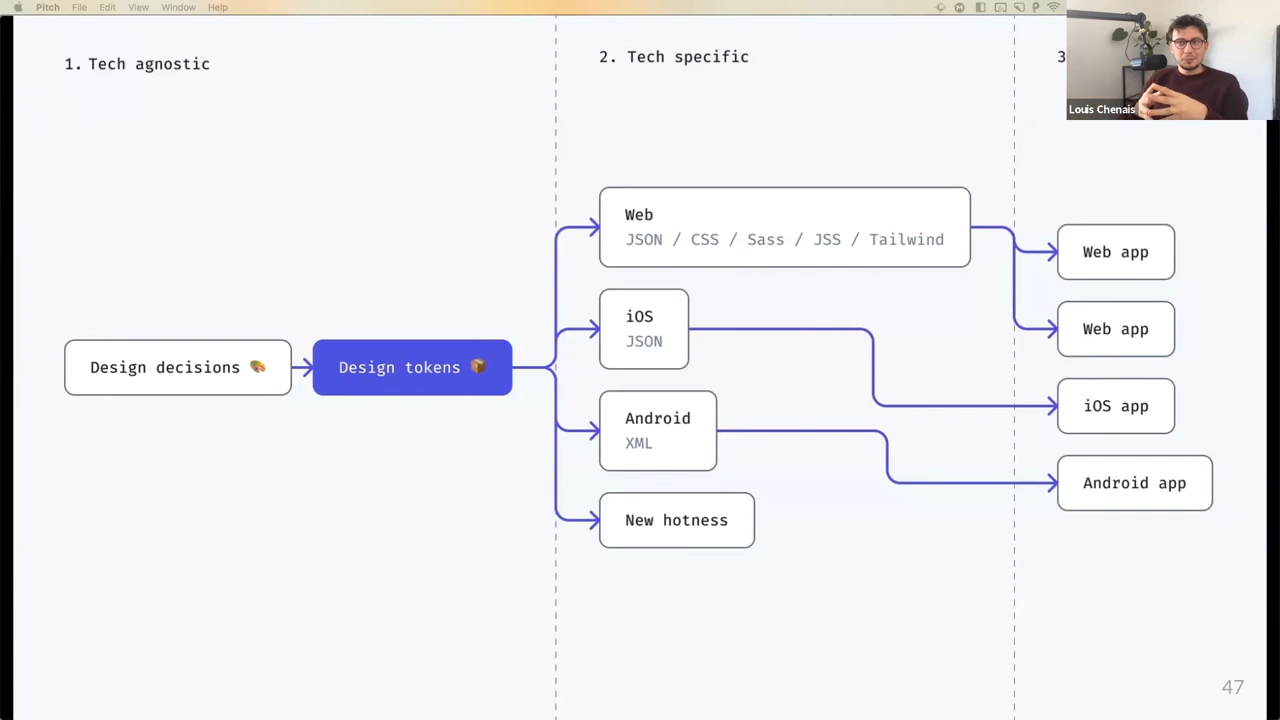 Pitch File Edit View Window Help
1. Tech agnostic
2. Tech specific
3
Louis Chenais
Web
JSON / CSS / Sass / JSS / Tailwind
Web app
iOS
JSON
Web app
Design decisions
Design tokens
iOS app
Android
XML
Android app
New hotness
47